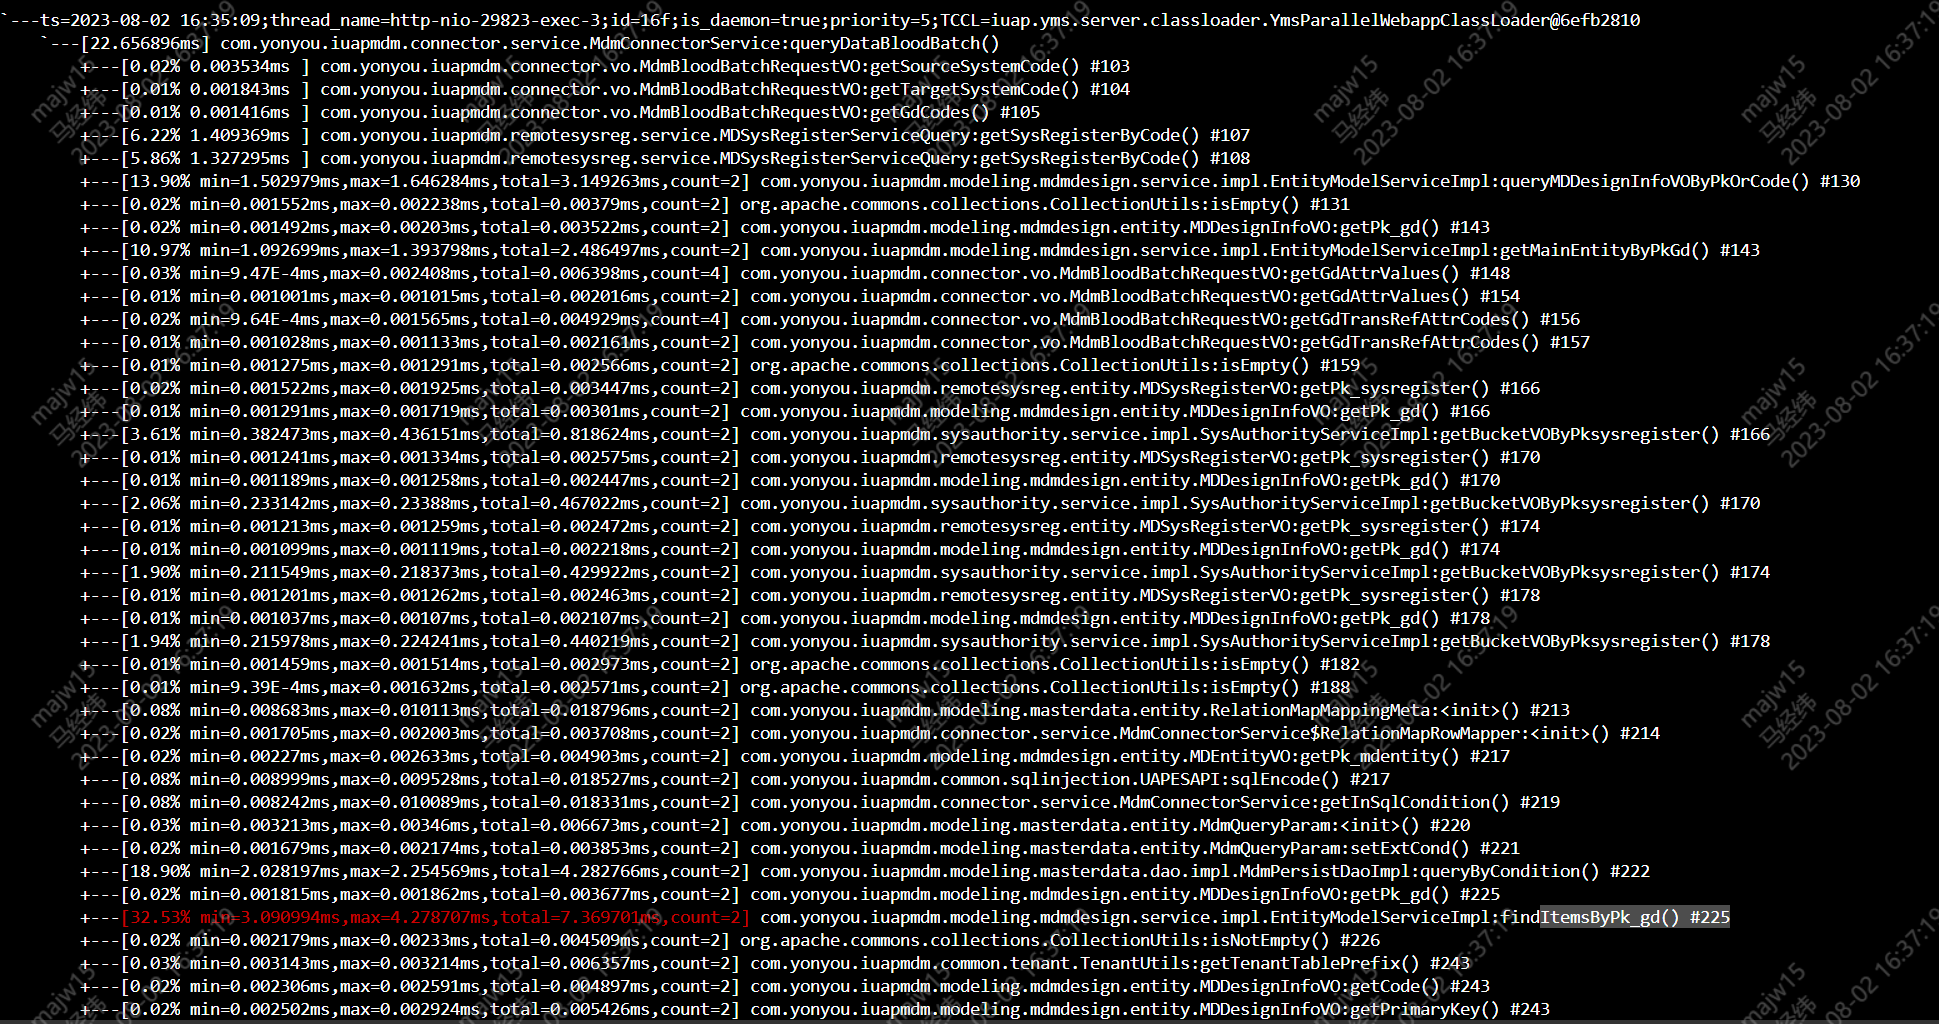 `---ts=2023-08-02 16:35:09;thread_name=http-nio-29823-exec-3;id=16f;is_daemon=true;priority=5;TCCL=iuap.yms.server.classloader.YmsParallelWebappClassLoader@6efb2810
`---[22.656896ms] com.yonyou.iuapmdm.connector.service.MdmConnectorService:queryDataBloodBatch()
+---[0.02% 0.003534ms ] com.yonyou.iuapmdm.connector.vo.MdmBloodBatchRequestVO:getSourceSystemCode() #103
+---[0.01% 0.001843ms ] com.yonyou.iuapmdm.connector.vo.MdmBloodBatchRequestVO:getTargetSystemCode() #104
+---[0.01% 0.001416ms ] com.yonyou.iuapmdm.connector.vo.MdmBloodBatchRequestVO:getGdCodes() #105
+---[6.22% 1.409369ms ] com.yonyou.iuapmdm.remotesysreg.service.MDSysRegisterServiceQuery:getSysRegisterByCode() #107
+---[5.86% 1.327295ms ] com.yonyou.iuapmdm.remotesysreg.service.MDSysRegisterServiceQuery:getSysRegisterByCode() #108
+---[13.90% min=1.502979ms,max=1.646284ms,total=3.149263ms,count=2] com.yonyou.iuapmdm.modeling.mdmdesign.service.impl.EntityModelServiceImpl:queryMDDesignInfoVOByPkOrCode() #130
+---[0.02% min=0.001552ms,max=0.002238ms,total=0.00379ms,count=2] org.apache.commons.collections.CollectionUtils:isEmpty() #131
+---[0.02% min=0.001492ms,max=0.00203ms,total=0.003522ms,count=2] com.yonyou.iuapmdm.modeling.mdmdesign.entity.MDDesignInfoVO:getPk_gd() #143
+---[10.97% min=1.092699ms,max=1.393798ms,total=2.486497ms,count=2] com.yonyou.iuapmdm.modeling.mdmdesign.service.impl.EntityModelServiceImpl:getMainEntityByPkGd() #143
+---[0.03% min=9.47E-4ms,max=0.002408ms,total=0.006398ms,count=4] com.yonyou.iuapmdm.connector.vo.MdmBloodBatchRequestVO:getGdAttrValues() #148
+---[0.01% min=0.001001ms,max=0.001015ms,total=0.002016ms,count=2] com.yonyou.iuapmdm.connector.vo.MdmBloodBatchRequestVO:getGdAttrValues() #154
+---[0.02% min=9.64E-4ms,max=0.001565ms,total=0.004929ms,count=4] com.yonyou.iuapmdm.connector.vo.MdmBloodBatchRequestVO:getGdTransRefAttrCodes() #156
+---[0.01% min=0.001028ms,max=0.001133ms,total=0.002161ms,count=2] com.yonyou.iuapmdm.connector.vo.MdmBloodBatchRequestVO:getGdTransRefAttrCodes() #157
+---[0.01% min=0.001275ms,max=0.001291ms,total=0.002566ms,count=2] org.apache.commons.collections.CollectionUtils:isEmpty() #159
+---[0.02% min=0.001522ms,max=0.001925ms,total=0.003447ms,count=2] com.yonyou.iuapmdm.remotesysreg.entity.MDSysRegisterVO:getPk_sysregister() #166
+---[0.01% min=0.001291ms,max=0.001719ms,total=0.00301ms,count=2] com.yonyou.iuapmdm.modeling.mdmdesign.entity.MDDesignInfoVO:getPk_gd() #166
+---[3.61% min=0.382473ms,max=0.436151ms,total=0.818624ms,count=2] com.yonyou.iuapmdm.sysauthority.service.impl.SysAuthorityServiceImpl:getBucketVOByPksysregister() #166
+---[0.01% min=0.001241ms,max=0.001334ms,total=0.002575ms,count=2] com.yonyou.iuapmdm.remotesysreg.entity.MDSysRegisterVO:getPk_sysregister() #170
+---[0.01% min=0.001189ms,max=0.001258ms,total=0.002447ms,count=2] com.yonyou.iuapmdm.modeling.mdmdesign.entity.MDDesignInfoVO:getPk_gd() #170
+---[2.06% min=0.233142ms,max=0.23388ms,total=0.467022ms,count=2] com.yonyou.iuapmdm.sysauthority.service.impl.SysAuthorityServiceImpl:getBucketVOByPksysregister() #170
+---[0.01% min=0.001213ms,max=0.001259ms,total=0.002472ms,count=2] com.yonyou.iuapmdm.remotesysreg.entity.MDSysRegisterVO:getPk_sysregister() #174
+---[0.01% min=0.001099ms,max=0.001119ms,total=0.002218ms,count=2] com.yonyou.iuapmdm.modeling.mdmdesign.entity.MDDesignInfoVO:getPk_gd() #174
+---[1.90% min=0.211549ms,max=0.218373ms,total=0.429922ms,count=2] com.yonyou.iuapmdm.sysauthority.service.impl.SysAuthorityServiceImpl:getBucketVOByPksysregister() #174
+---[0.01% min=0.001201ms,max=0.001262ms,total=0.002463ms,count=2] com.yonyou.iuapmdm.remotesysreg.entity.MDSysRegisterVO:getPk_sysregister() #178
+---[0.01% min=0.001037ms,max=0.00107ms,total=0.002107ms,count=2] com.yonyou.iuapmdm.modeling.mdmdesign.entity.MDDesignInfoVO:getPk_gd() #178
+---[1.94% min=0.215978ms,max=0.224241ms,total=0.440219ms,count=2] com.yonyou.iuapmdm.sysauthority.service.impl.SysAuthorityServiceImpl:getBucketVOByPksysregister() #178
+---[0.01% min=0.001459ms,max=0.001514ms,total=0.002973ms,count=2] org.apache.commons.collections.CollectionUtils:isEmpty() #182
+---[0.01% min=9.39E-4ms,max=0.001632ms,total=0.002571ms,count=2] org.apache.commons.collections.CollectionUtils:isEmpty() #188
+---[0.08% min=0.008683ms,max=0.010113ms,total=0.018796ms,count=2] com.yonyou.iuapmdm.modeling.masterdata.entity.RelationMapMappingMeta:<init>() #213
+---[0.02% min=0.001705ms,max=0.002003ms,total=0.003708ms,count=2] com.yonyou.iuapmdm.connector.service.MdmConnectorService$RelationMapRowMapper:<init>() #214
+---[0.02% min=0.00227ms,max=0.002633ms,total=0.004903ms,count=2] com.yonyou.iuapmdm.modeling.mdmdesign.entity.MDEntityVO:getPk_mdentity() #217
+---[0.08% min=0.008999ms,max=0.009528ms,total=0.018527ms,count=2] com.yonyou.iuapmdm.common.sqlinjection.UAPESAPI:sqlEncode() #217
+---[0.08% min=0.008242ms,max=0.010089ms,total=0.018331ms,count=2] com.yonyou.iuapmdm.connector.service.MdmConnectorService:getInSqlCondition() #219
+---[0.03% min=0.003213ms,max=0.00346ms,total=0.006673ms,count=2] com.yonyou.iuapmdm.modeling.masterdata.entity.MdmQueryParam:<init>() #220
+---[0.02% min=0.001679ms,max=0.002174ms,total=0.003853ms,count=2] com.yonyou.iuapmdm.modeling.masterdata.entity.MdmQueryParam:setExtCond() #221
+---[18.90% min=2.028197ms,max=2.254569ms,total=4.282766ms,count=2] com.yonyou.iuapmdm.modeling.masterdata.dao.impl.MdmPersistDaoImpl:queryByCondition() #222
+---[0.02% min=0.001815ms,max=0.001862ms,total=0.003677ms,count=2] com.yonyou.iuapmdm.modeling.mdmdesign.entity.MDDesignInfoVO:getPk_gd() #225
+---[32.53% min=3.090994ms,max=4.278707ms,total=7.369701ms,count=2] com.yonyou.iuapmdm.modeling.mdmdesign.service.impl.EntityModelServiceImpl:findItemsByPk_gd() #225
+---[0.02% min=0.002179ms,max=0.00233ms,total=0.004509ms,count=2] org.apache.commons.collections.CollectionUtils:isNotEmpty() #226
+---[0.03% min=0.003143ms,max=0.003214ms,total=0.006357ms,count=2] com.yonyou.iuapmdm.common.tenant.TenantUtils:getTenantTablePrefix() #243
+---[0.02% min=0.002306ms,max=0.002591ms,total=0.004897ms,count=2] com.yonyou.iuapmdm.modeling.mdmdesign.entity.MDDesignInfoVO:getCode() #243
+---[0.02% min=0.002502ms,max=0.002924ms,total=0.005426ms,count=2] com.yonyou.iuapmdm.modeling.mdmdesign.entity.MDDesignInfoVO:getPrimaryKey() #243
majw15
马经纬
2023-08-02 16:37:19